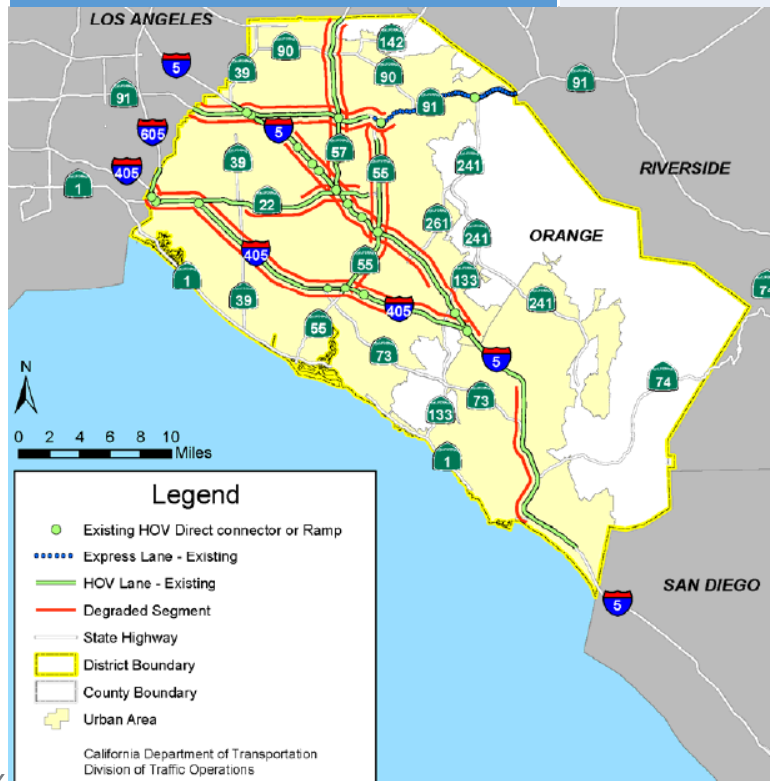 LOS ANGELES
142
39
90
5
90
91
91
91
605
5
57
39
55
241
405
RIVERSIDE
1
22
261
ORANGE
241
405
55
133
1
405
241
39
74
55
5
73
74
N
73
133
0 2 4 6 8 10
Miles
1
Legend
Existing HOV Direct connector or Ramp
Express Lane - Existing
HOV Lane - Existing
SAN DIEGO
5
Degraded Segment
State Highway
District Boundary
County Boundary
Urban Area
California Department of Transportation
Division of Traffic Operations